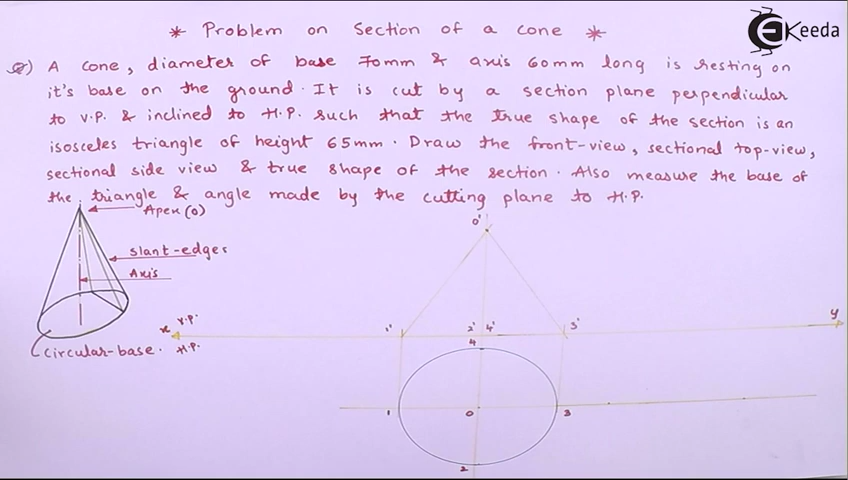 * Problem on Section of a cone *
Keeda
Q) A cone, diameter of base 70mm & axis 60mm long is resting on
it's base on the ground. It is cut by a section plane perpendicular
to V.P. & inclined to H.P. such that the true shape of the section is an
isosceles triangle of height 65mm. Draw the front-view, sectional top-view,
sectional side view & true shape of the section. Also measure the base of
the triangle & angle made by the cutting plane to H.P.
Apex (O)
slant-edges
Axis
circular-base.
o'
x
V.P.
H.P.
1'
2' 4'
3'
y
4
1
O
3
2